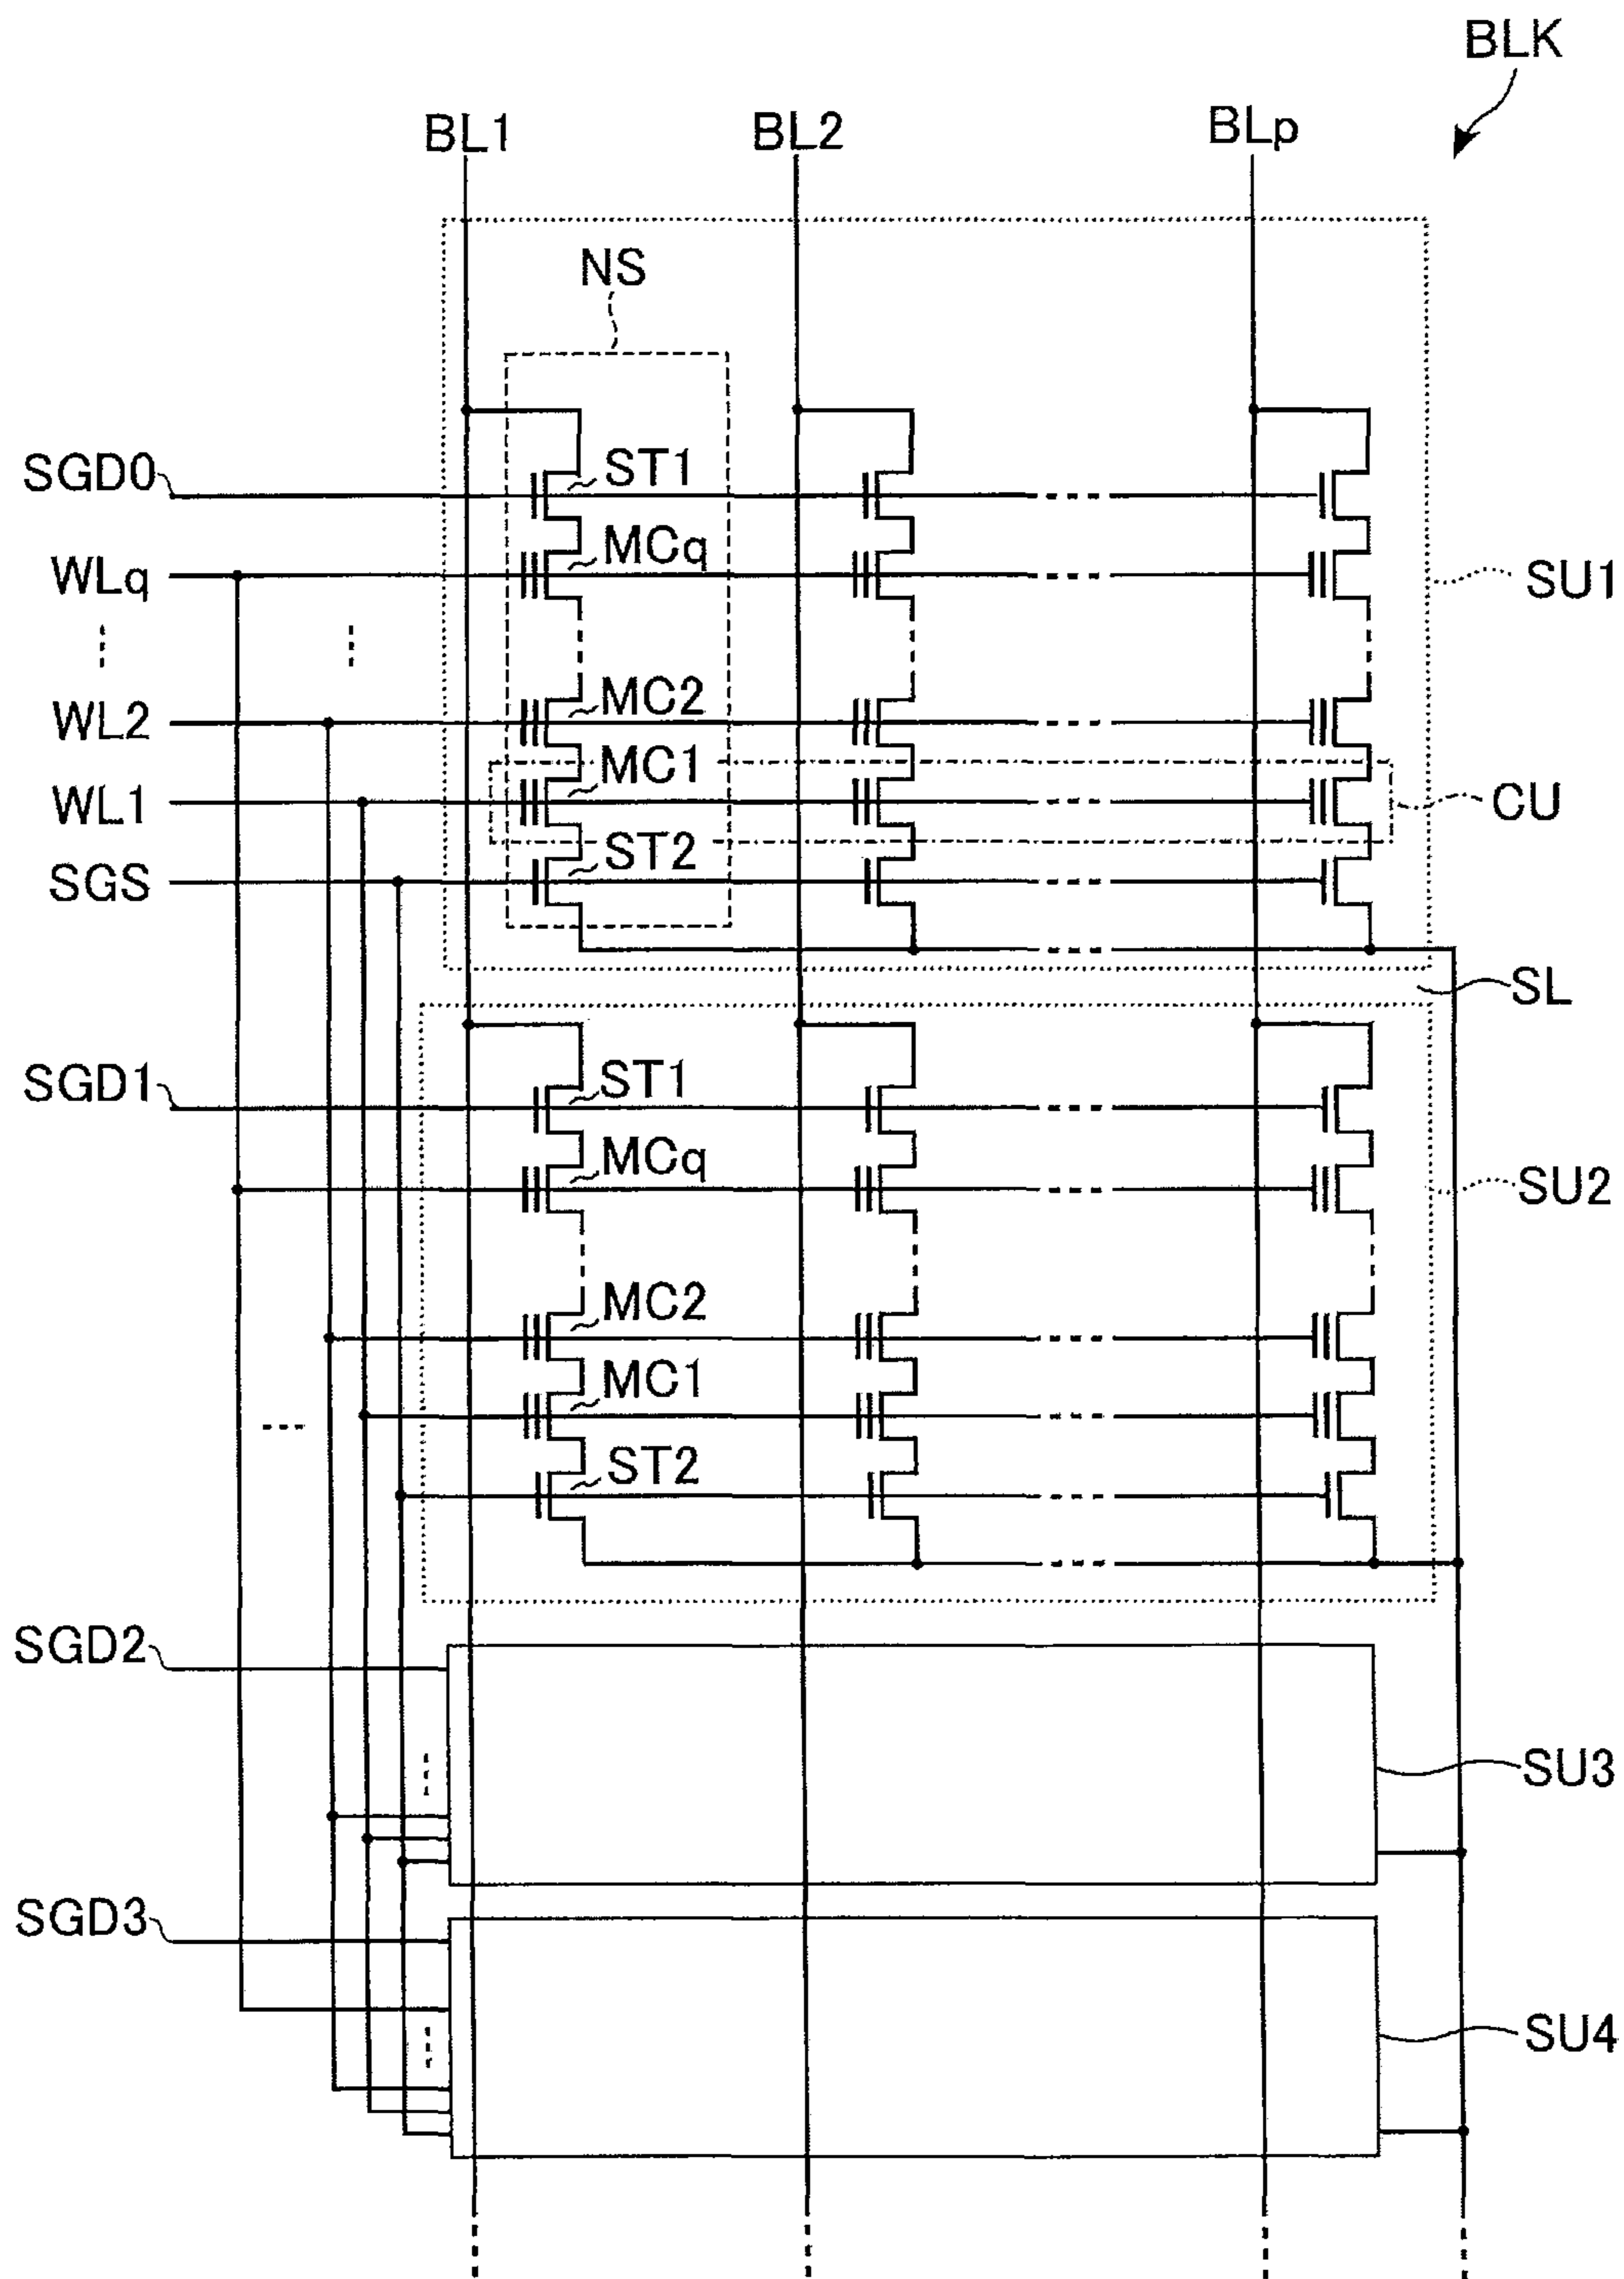 BLK
BL1 BL2 BLp
NS
SGD0 ST1
WLq MCq SU1
WL2 MC2
WL1 MC1 CU
SGS ST2
SL
SGD1 ST1
MCq SU2
MC2
MC1
ST2
SGD2
SU3
SGD3
SU4